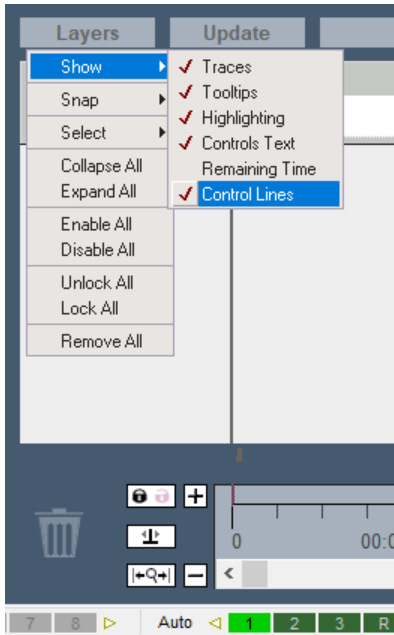 Layers Update
Show
Traces
Tooltips
Highlighting
Controls Text
Remaining Time
Control Lines
Snap
Select
Collapse All
Expand All
Enable All
Disable All
Unlock All
Lock All
Remove All
0 00:0
7 8 Auto 1 2 3 R